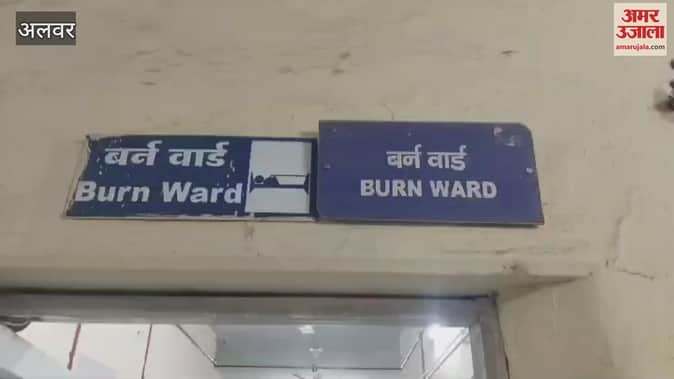 अलवर
अमर
उजाला
amarujala.com
बर्न वार्ड
Burn Ward
बर्न वार्ड
BURN WARD